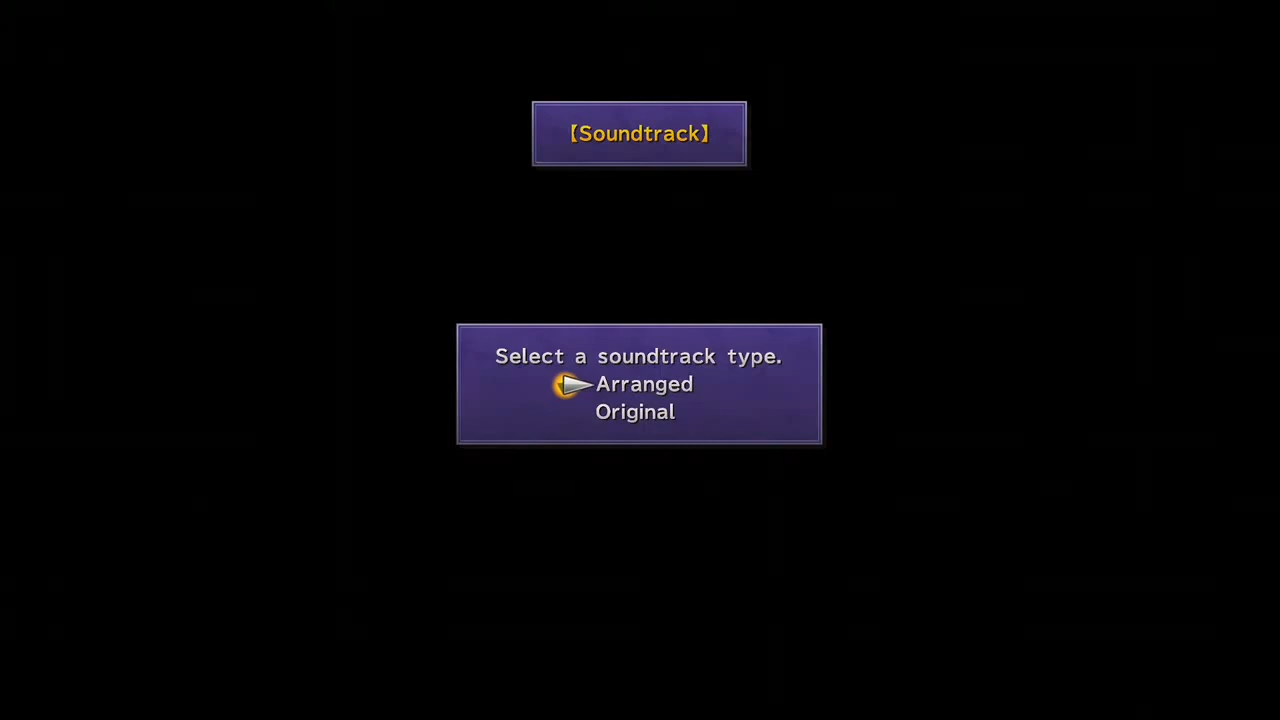 【Soundtrack】
Select a soundtrack type.
Arranged
Original